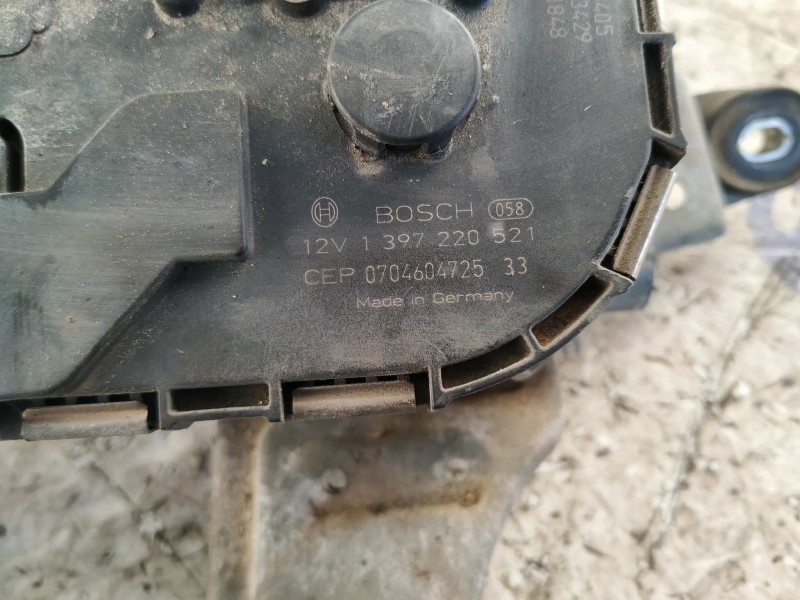 BOSCH 058
12V 1 397 220 521
CEP 0704604725 33
Made in Germany